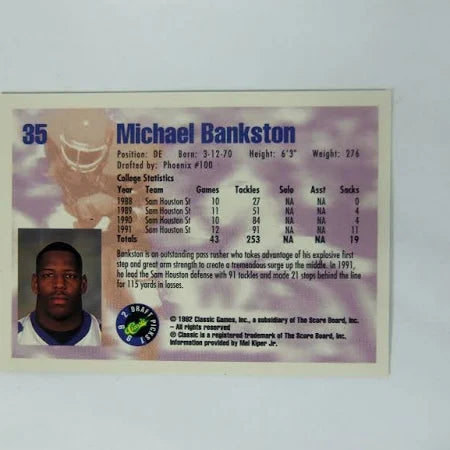 35 Michael Bankston
Position: DE Born: 3-12-70 Height: 6'3" Weight: 276
Drafted by: Phoenix #100
College Statistics
Year Team Games Tackles Solo Asst Sacks
1988 Sam Houston St 10 27 NA NA 0
1989 Sam Houston St 11 51 NA NA 4
1990 Sam Houston St 10 84 NA NA 4
1991 Sam Houston St 12 91 NA NA 11
Totals 43 253 NA NA 19
Bankston is an outstanding pass rusher who takes advantage of his explosive first
step and great arm strength to create a tremendous surge up the middle. In 1991,
he lead the Sam Houston defense with 91 tackles and made 21 stops behind the line
for 115 yards in losses.
92 DRAFT PICKS
Classic
© 1992 Classic Games, Inc., a subsidiary of The Score Board, Inc.
- All rights reserved
® Classic is a registered trademark of The Score Board, Inc.
Information provided by Mel Kiper Jr.